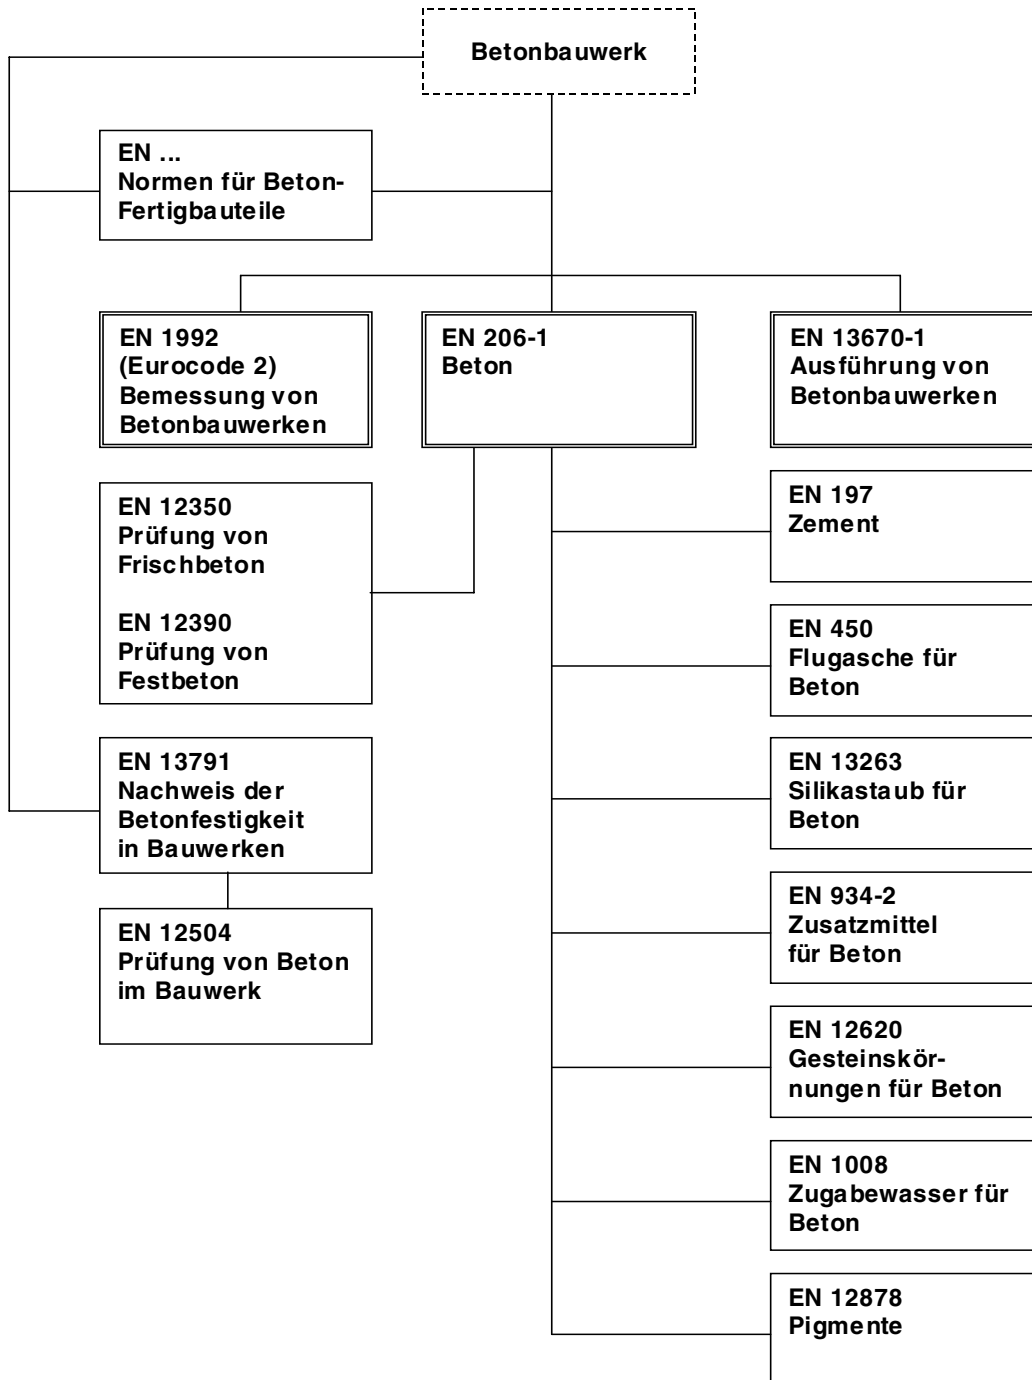 Betonbauwerk
EN ...
Normen für Beton-
Fertigbauteile
EN 1992
(Eurocode 2)
Bemessung von
Betonbauwerken
EN 206-1
Beton
EN 13670-1
Ausführung von
Betonbauwerken
EN 12350
Prüfung von
Frischbeton
EN 12390
Prüfung von
Festbeton
EN 13791
Nachweis der
Betonfestigkeit
in Bauwerken
EN 12504
Prüfung von Beton
im Bauwerk
EN 197
Zement
EN 450
Flugasche für
Beton
EN 13263
Silikastaub für
Beton
EN 934-2
Zusatzmittel
für Beton
EN 12620
Gesteinskör-
nungen für Beton
EN 1008
Zugabewasser für
Beton
EN 12878
Pigmente